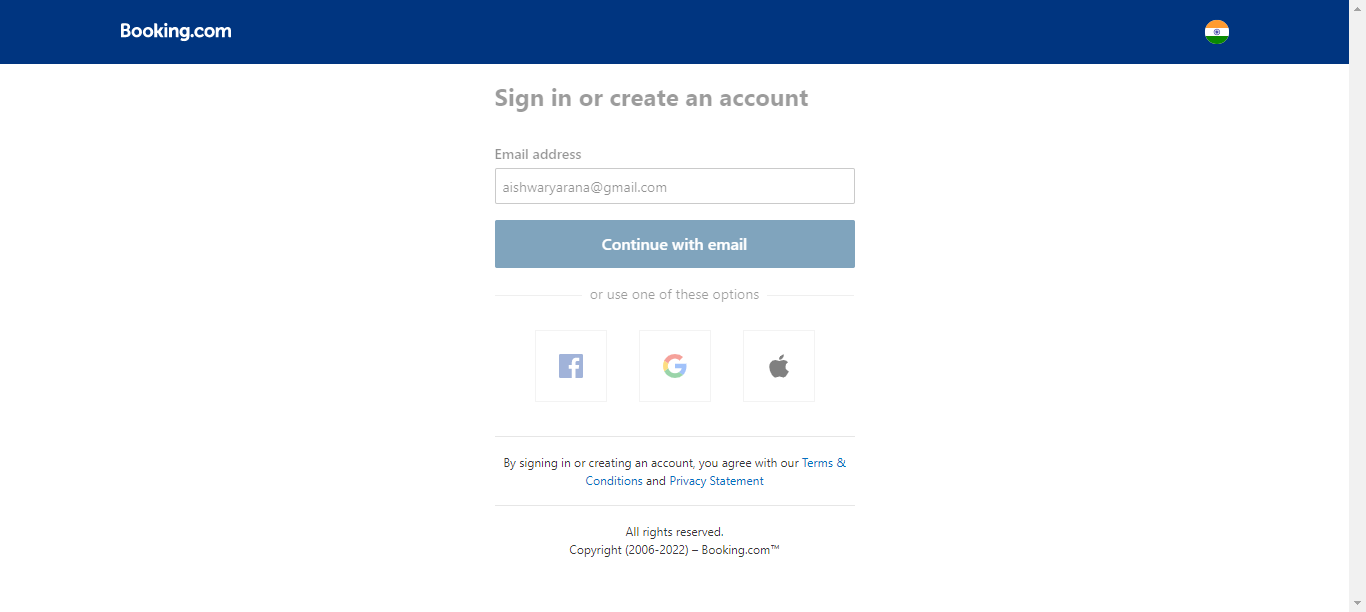 Booking.com
Sign in or create an account
Email address
aishwaryarana@gmail.com
Continue with email
or use one of these options
By signing in or creating an account, you agree with our Terms &
Conditions and Privacy Statement
All rights reserved.
Copyright (2006-2022) – Booking.com™